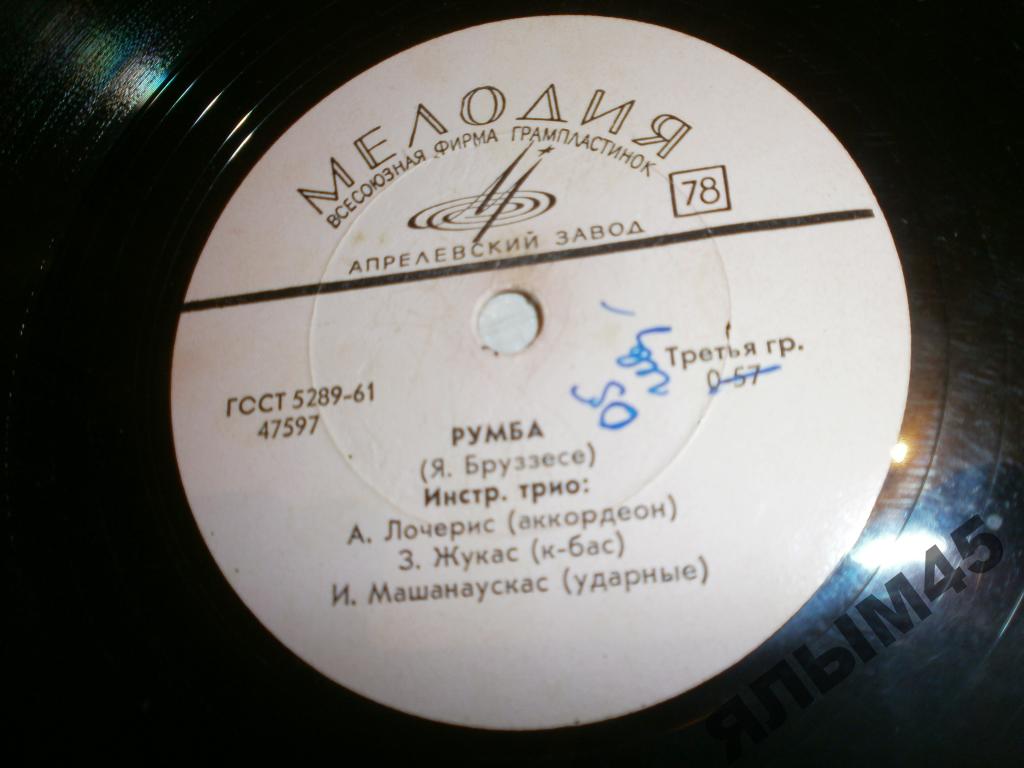 МЕЛОДИЯ
ВСЕСОЮЗНАЯ ФИРМА ГРАМПЛАСТИНОК
78
АПРЕЛЕВСКИЙ ЗАВОД
Третья гр.
0-57
ГОСТ 5289-61
47597
РУМБА
(Я. Бруззесе)
Инстр. трио:
А. Лочерис (аккордеон)
З. Жукас (к-бас)
И. Машанаускас (ударные)
ЯЛЫМ45